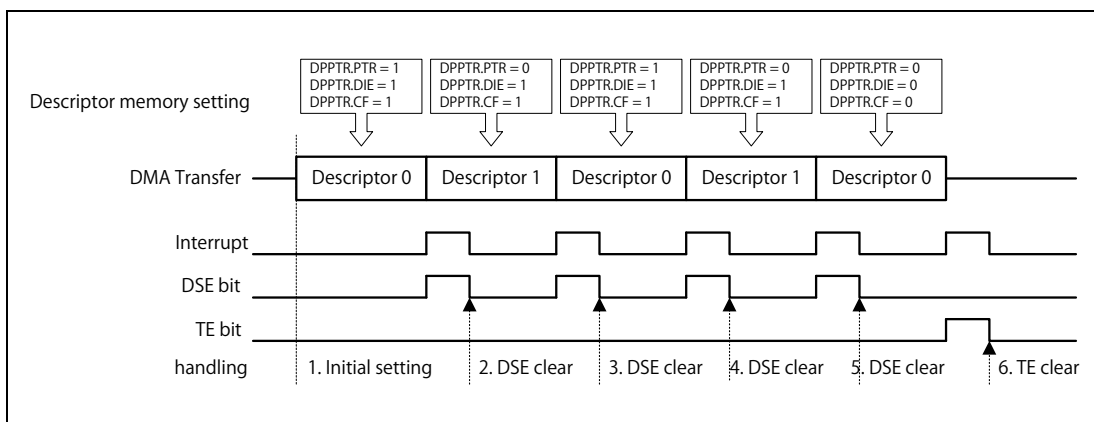 DPPTR.PTR = 1
DPPTR.DIE = 1
DPPTR.CF = 1
DPPTR.PTR = 0
DPPTR.DIE = 1
DPPTR.CF = 1
DPPTR.PTR = 1
DPPTR.DIE = 1
DPPTR.CF = 1
DPPTR.PTR = 0
DPPTR.DIE = 1
DPPTR.CF = 1
DPPTR.PTR = 0
DPPTR.DIE = 0
DPPTR.CF = 0
Descriptor memory setting
DMA Transfer
Descriptor 0
Descriptor 1
Descriptor 0
Descriptor 1
Descriptor 0
Interrupt
DSE bit
TE bit
handling
1. Initial setting
2. DSE clear
3. DSE clear
4. DSE clear
5. DSE clear
6. TE clear